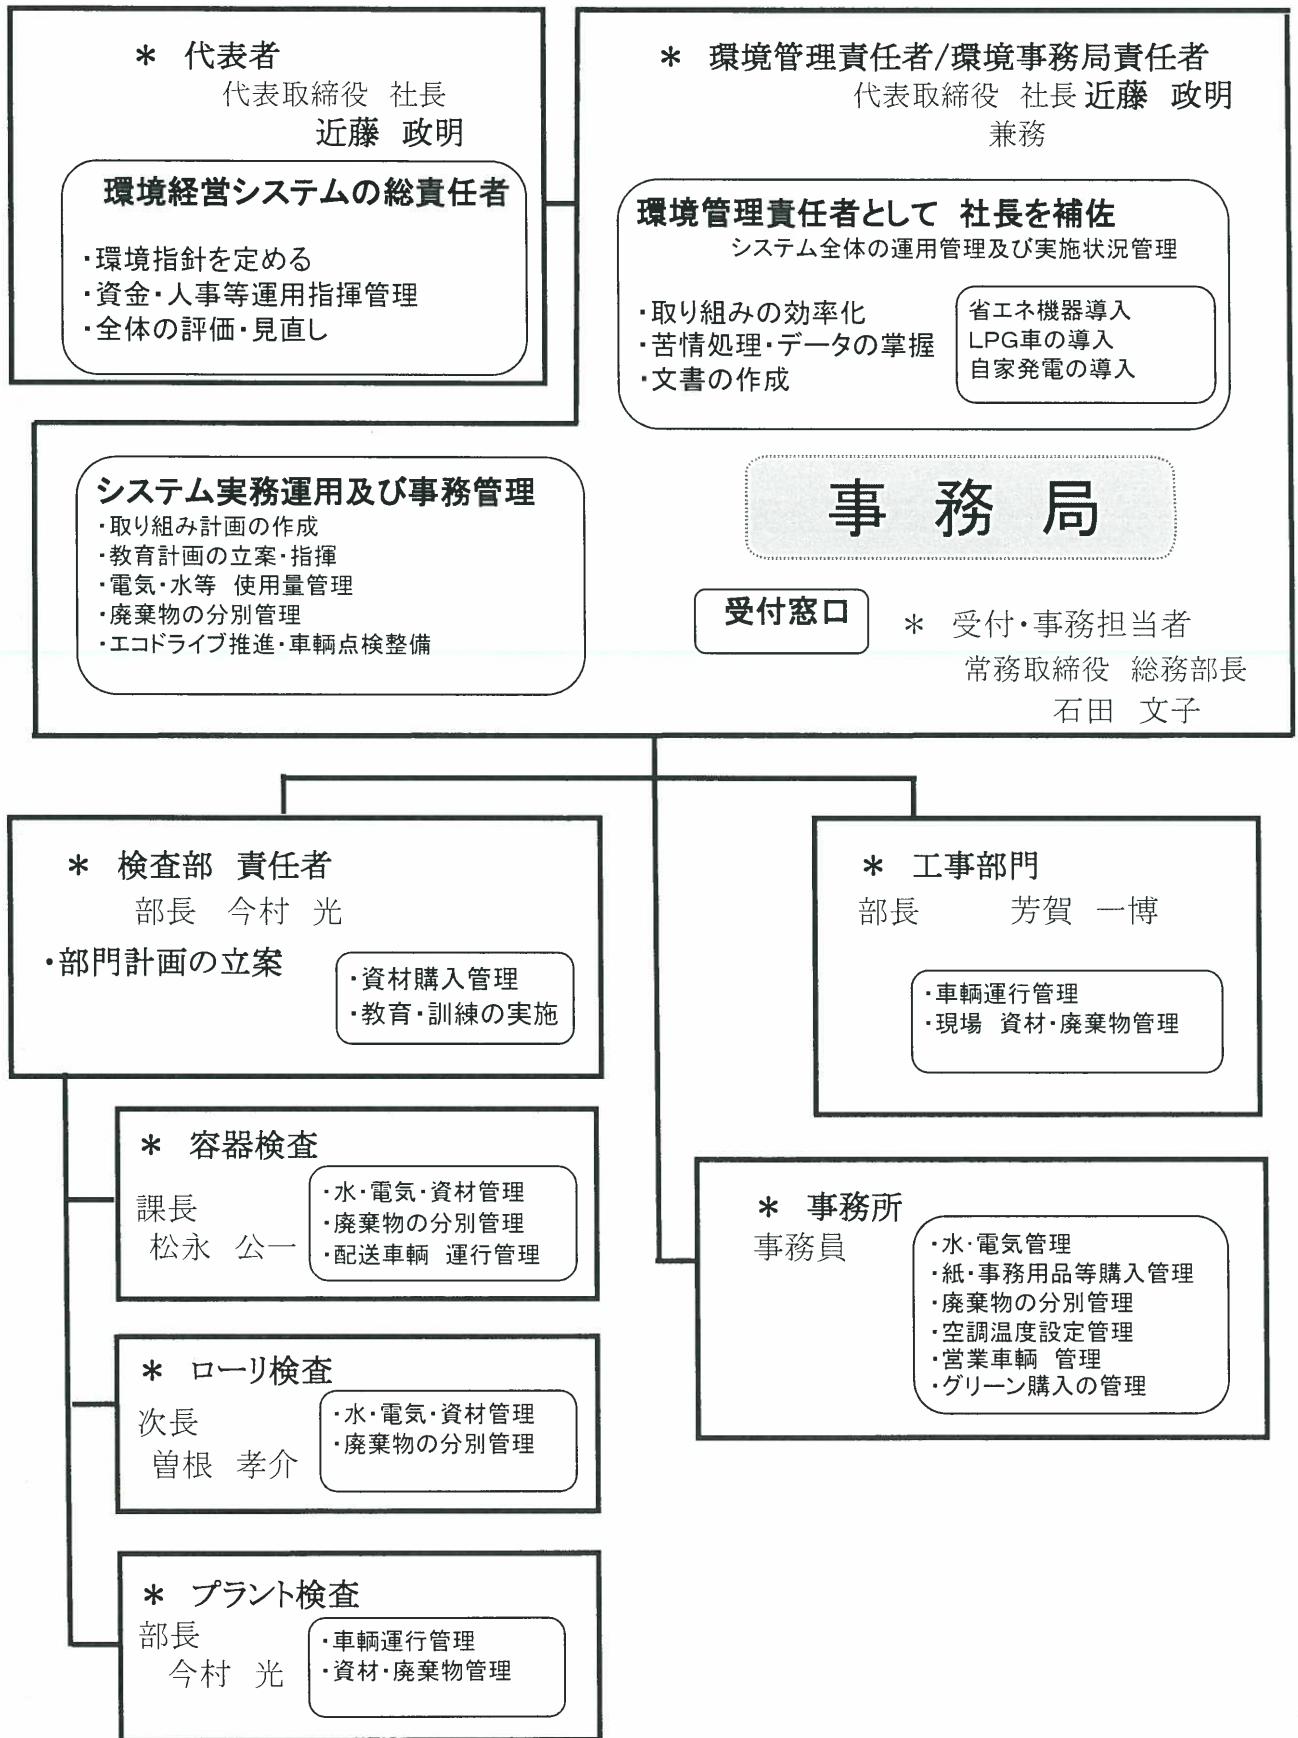 ＊ 代表者
代表取締役 社長
近藤 政明
環境経営システムの総責任者
・環境指針を定める
・資金・人事等運用指揮管理
・全体の評価・見直し
＊ 環境管理責任者/環境事務局責任者
代表取締役 社長 近藤 政明
兼務
環境管理責任者として 社長を補佐
システム全体の運用管理及び実施状況管理
・取り組みの効率化
・苦情処理・データの掌握
・文書の作成
省エネ機器導入
LPG車の導入
自家発電の導入
システム実務運用及び事務管理
・取り組み計画の作成
・教育計画の立案・指揮
・電気・水等 使用量管理
・廃棄物の分別管理
・エコドライブ推進・車輌点検整備
事 務 局
受付窓口
＊ 受付・事務担当者
常務取締役 総務部長
石田 文子
＊ 検査部 責任者
部長 今村 光
・部門計画の立案
・資材購入管理
・教育・訓練の実施
＊ 工事部門
部長 芳賀 一博
・車輌運行管理
・現場 資材・廃棄物管理
＊ 容器検査
課長
松永 公一
・水・電気・資材管理
・廃棄物の分別管理
・配送車輌 運行管理
＊ 事務所
事務員
・水・電気管理
・紙・事務用品等購入管理
・廃棄物の分別管理
・空調温度設定管理
・営業車輌 管理
・グリーン購入の管理
＊ ローリ検査
次長
曽根 孝介
・水・電気・資材管理
・廃棄物の分別管理
＊ プラント検査
部長
今村 光
・車輌運行管理
・資材・廃棄物管理